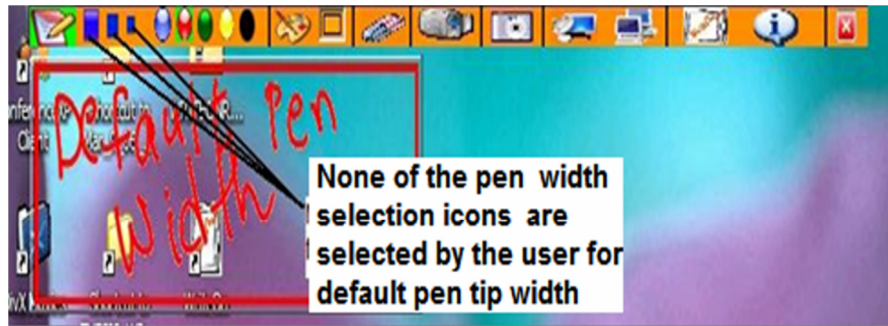 Default Pen
Width
None of the pen width
selection icons are
selected by the user for
default pen tip width
Client